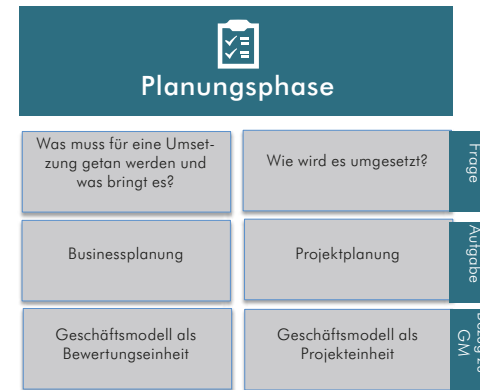 Planungsphase
Was muss für eine Umset-
zung getan werden und
was bringt es?
Wie wird es umgesetzt?
Frage
Businessplanung
Projektplanung
Aufgabe
Geschäftsmodell als
Bewertungseinheit
Geschäftsmodell als
Projekteinheit
GM